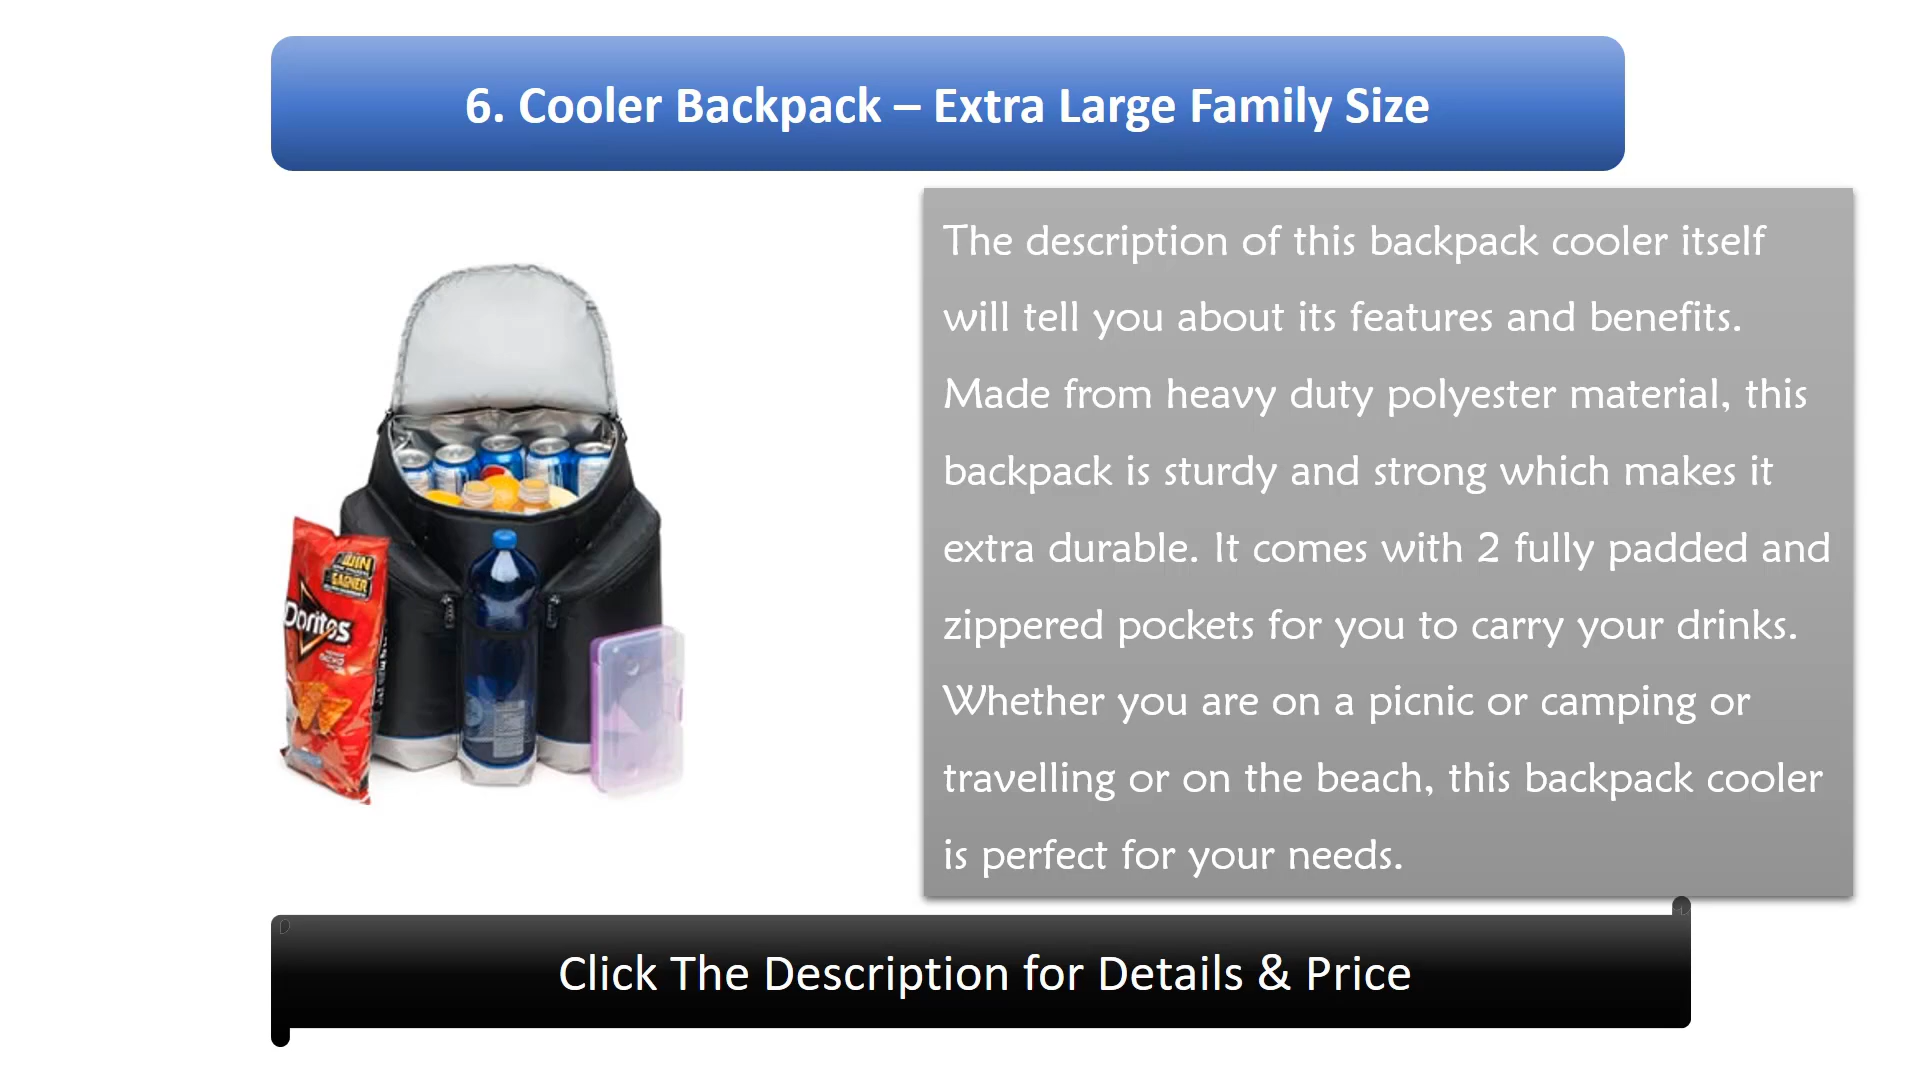 6. Cooler Backpack – Extra Large Family Size
The description of this backpack cooler itself
will tell you about its features and benefits.
Made from heavy duty polyester material, this
backpack is sturdy and strong which makes it
extra durable. It comes with 2 fully padded and
zippered pockets for you to carry your drinks.
Whether you are on a picnic or camping or
travelling or on the beach, this backpack cooler
is perfect for your needs.
WIN
GAGNER
Doritos
NACHO
Click The Description for Details & Price